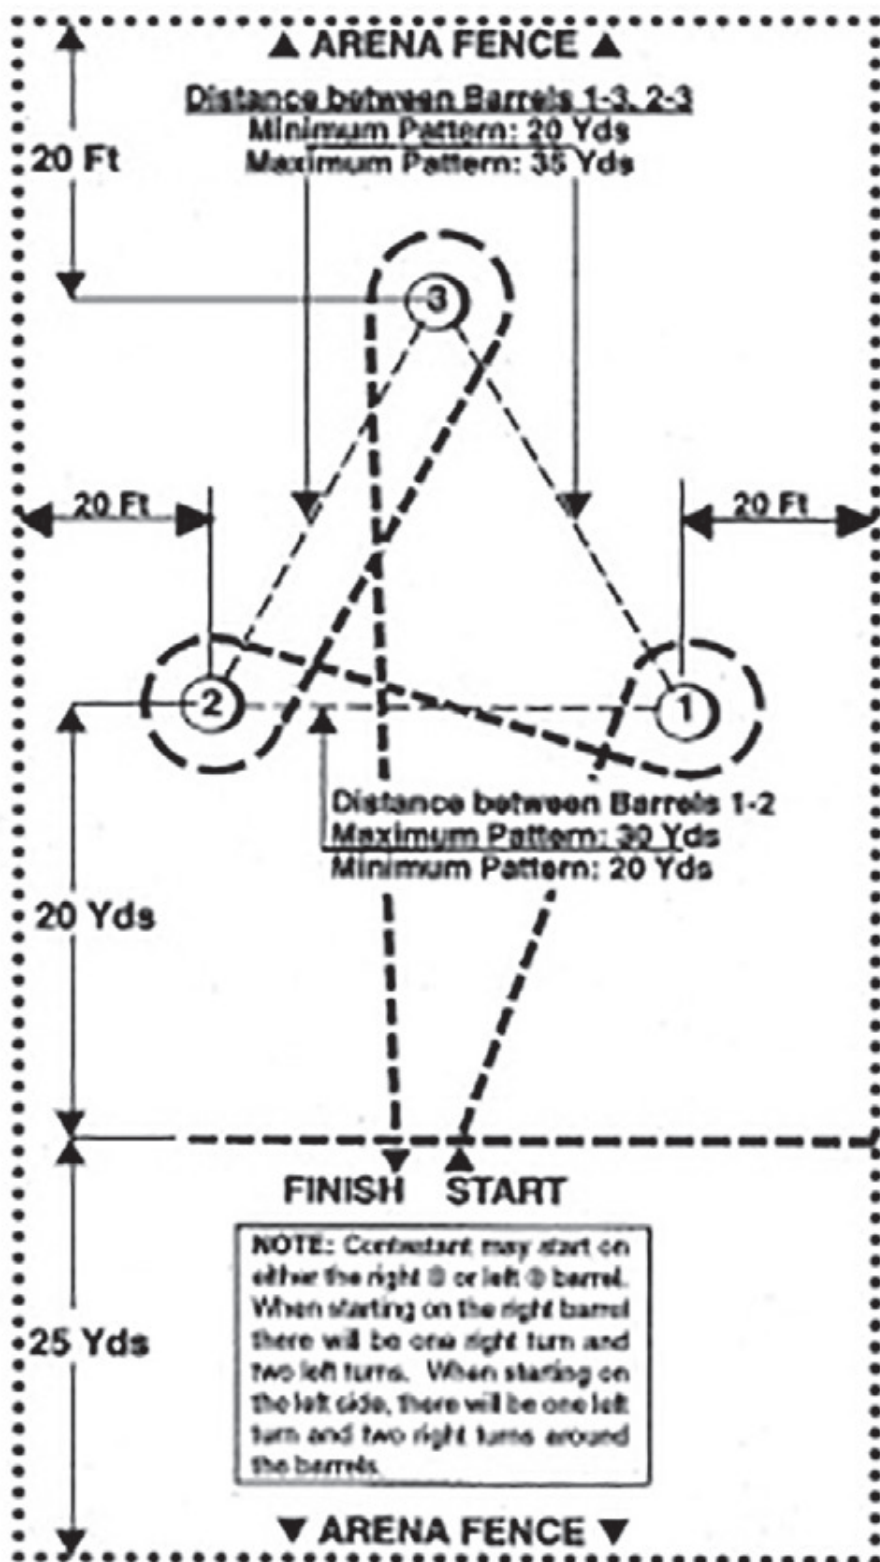 ▲ ARENA FENCE ▲
Distance between Barrels 1-3, 2-3
Minimum Pattern: 20 Yds
Maximum Pattern: 35 Yds
20 Ft
3
20 Ft
20 Ft
2
1
Distance between Barrels 1-2
Maximum Pattern: 30 Yds
Minimum Pattern: 20 Yds
20 Yds
FINISH START
NOTE: Contestant may start on
either the right or left barrel.
When starting on the right barrel
there will be one right turn and
two left turns. When starting on
the left side, there will be one left
turn and two right turns around
the barrels.
25 Yds
▼ ARENA FENCE ▼